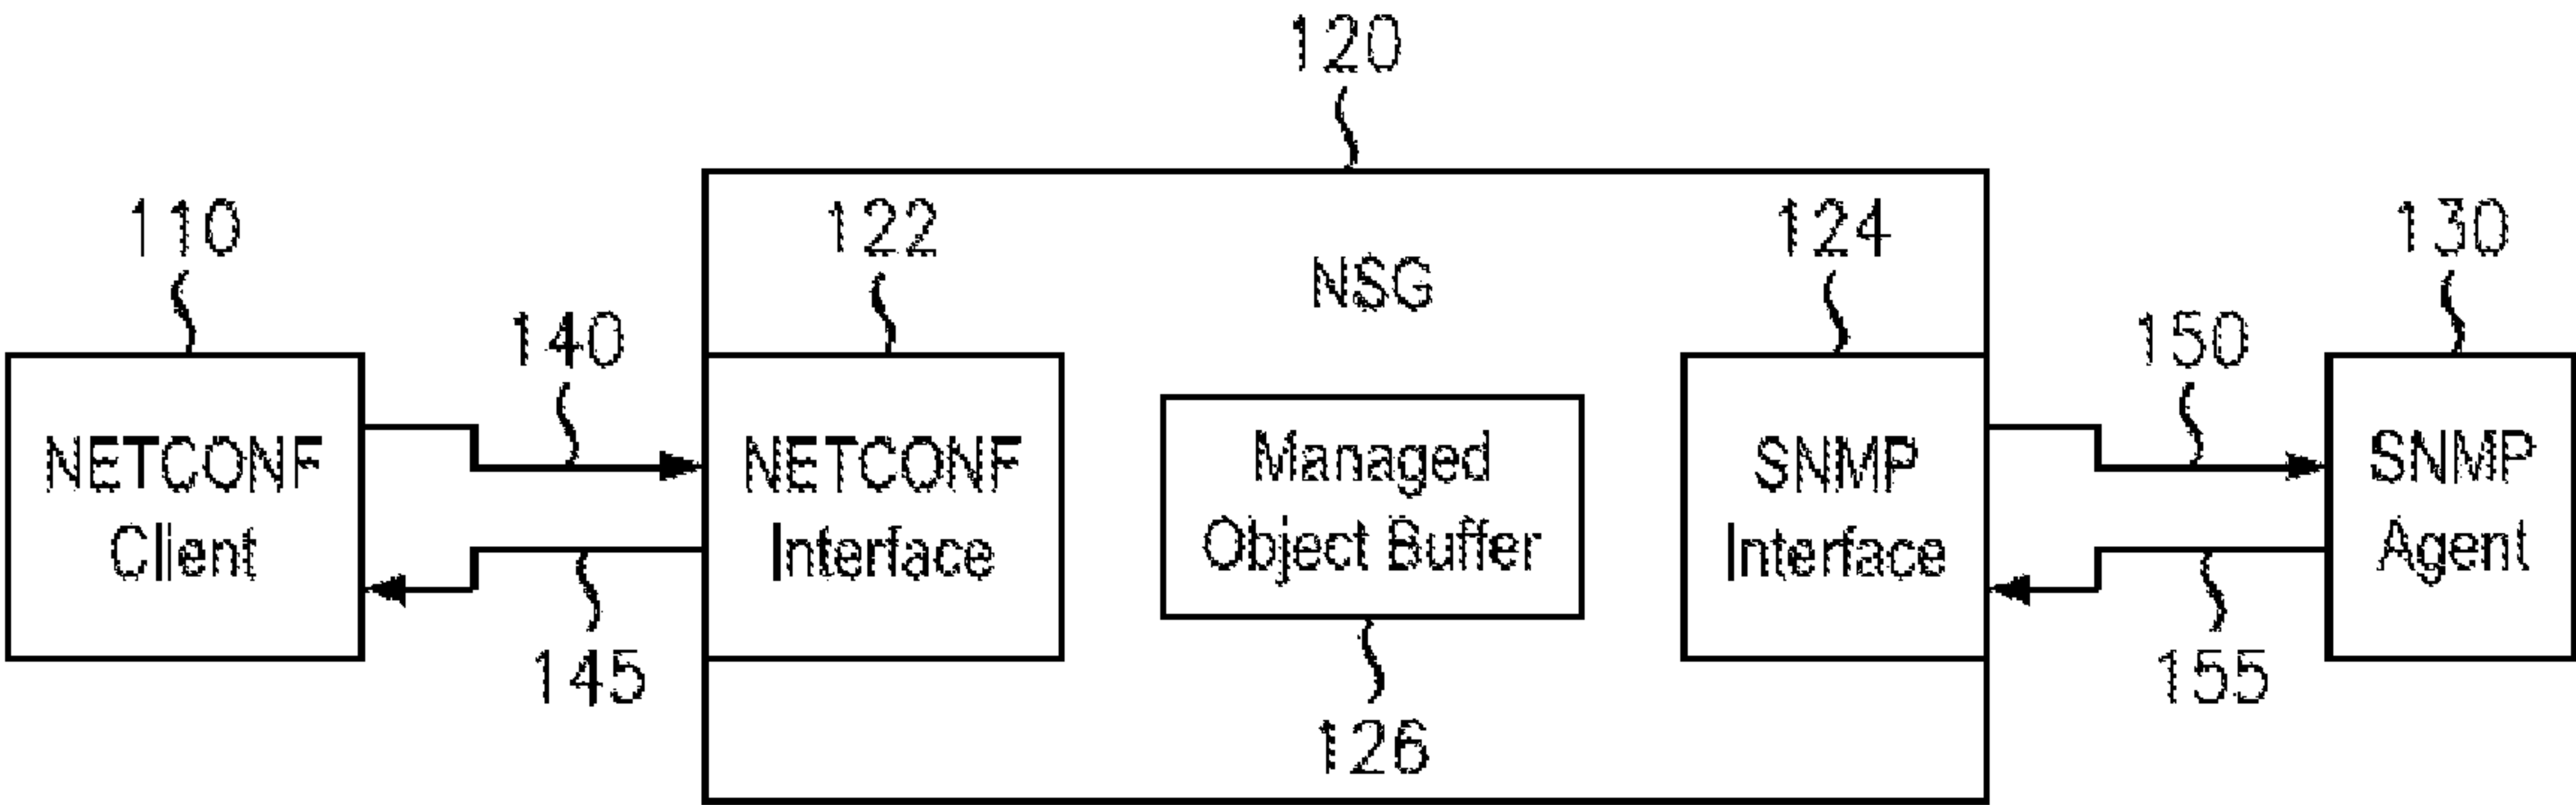 120
110
122
124
130
NSG
140
150
NETCONF
Client
NETCONF
Interface
Managed
Object Buffer
SNMP
Interface
SNMP
Agent
145
155
126